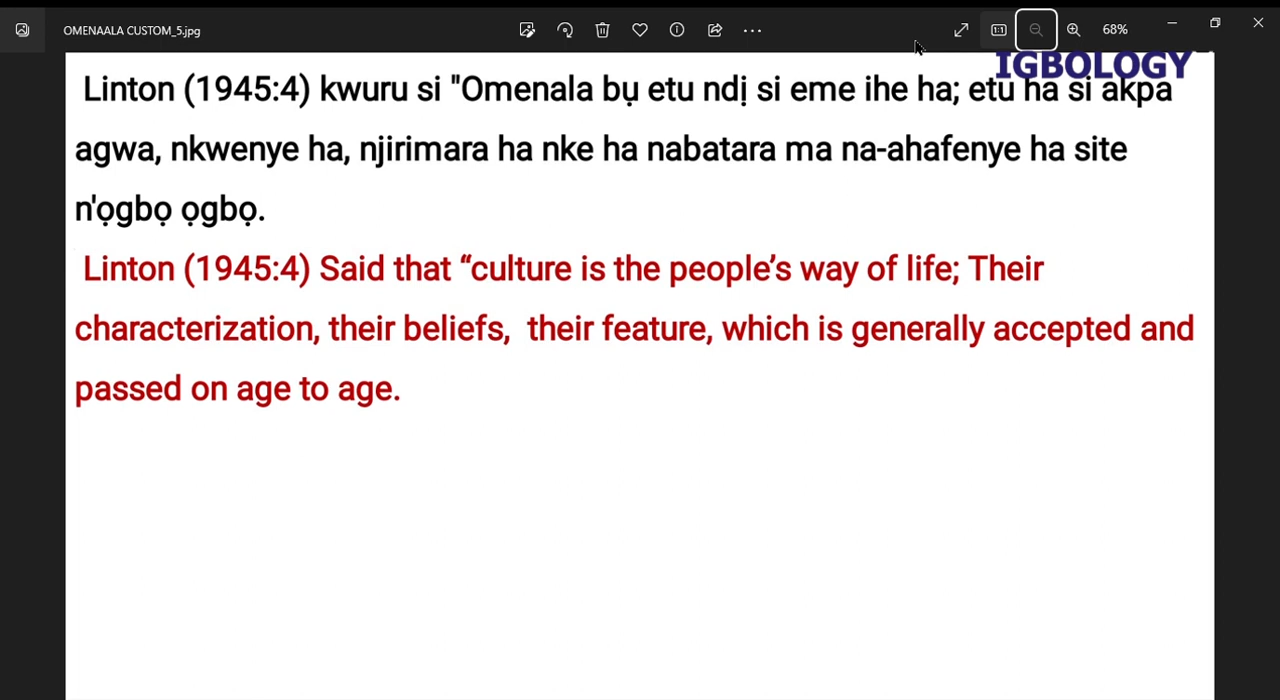 OMENAALA CUSTOM_5.jpg
68%
IGBOLOGY
Linton (1945:4) kwuru si "Omenala bụ etu ndị si eme ihe ha; etu ha si akpa
agwa, nkwenye ha, njirimara ha nke ha nabatara ma na-ahafenye ha site
n'ọgbọ ọgbọ.
Linton (1945:4) Said that “culture is the people’s way of life; Their
characterization, their beliefs,  their feature, which is generally accepted and
passed on age to age.